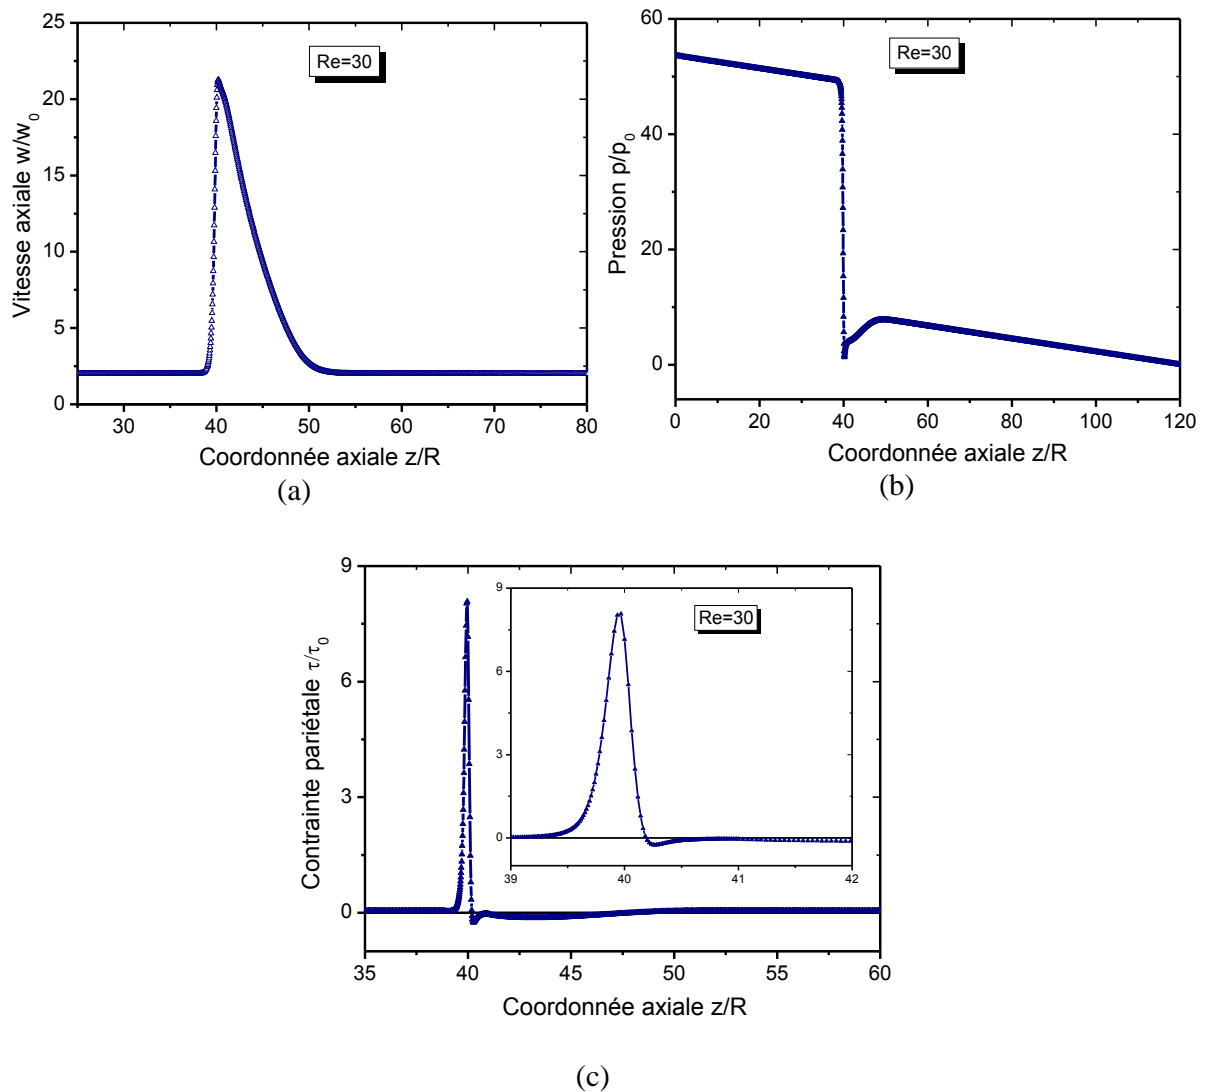 25
20
15
10
5
0
Vitesse axiale w/w0
Re=30
30 40 50 60 70 80
Coordonnée axiale z/R
(a)
60
40
20
0
Pression p/p0
Re=30
0 20 40 60 80 100 120
Coordonnée axiale z/R
(b)
9
6
3
0
Contrainte pariétale τ/τ0
9
6
3
0
Re=30
39 40 41 42
35 40 45 50 55 60
Coordonnée axiale z/R
(c)